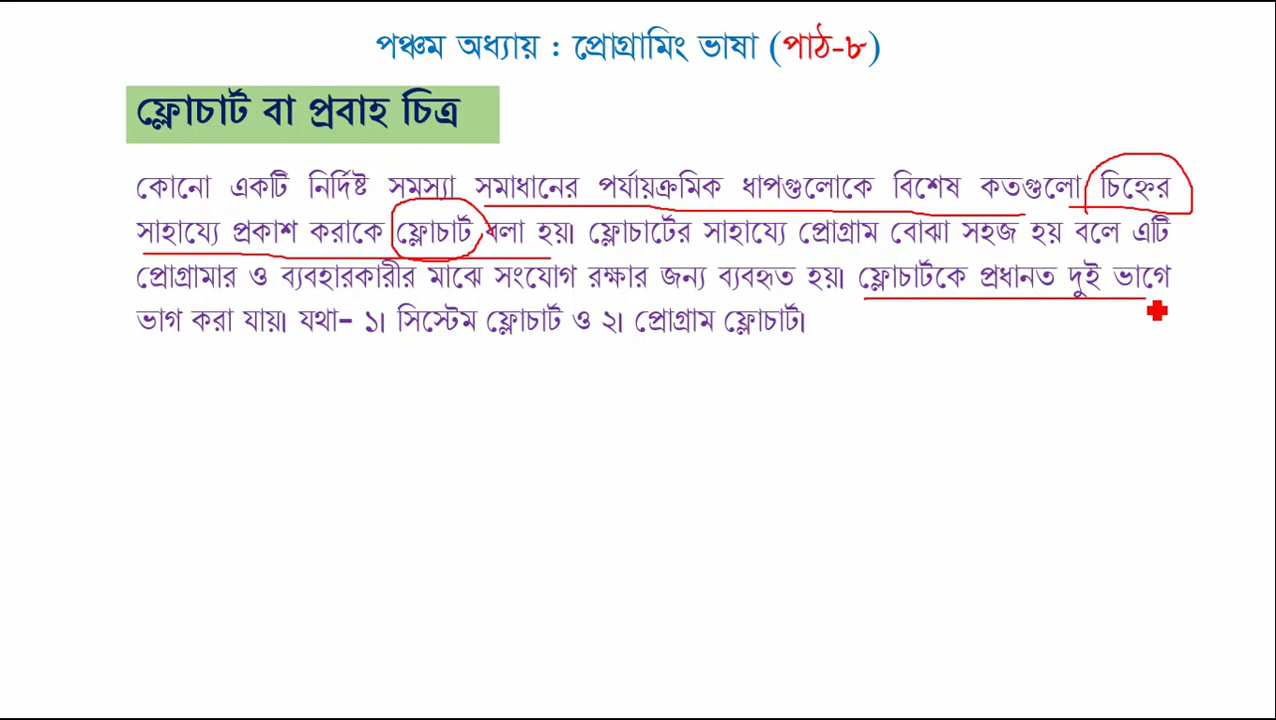 পঞ্চম অধ্যায় : প্রোগ্রামিং ভাষা (পাঠ-৮)
ফ্লোচার্ট বা প্রবাহ চিত্র
কোনো একটি নির্দিষ্ট সমস্যা সমাধানের পর্যায়ক্রমিক ধাপগুলোকে বিশেষ কতগুলো চিহ্নের
সাহায্যে প্রকাশ করাকে ফ্লোচার্ট বলা হয়। ফ্লোচার্টের সাহায্যে প্রোগ্রাম বোঝা সহজ হয় বলে এটি
প্রোগ্রামার ও ব্যবহারকারীর মাঝে সংযোগ রক্ষার জন্য ব্যবহৃত হয়। ফ্লোচার্টকে প্রধানত দুই ভাগে
ভাগ করা যায়। যথা- ১। সিস্টেম ফ্লোচার্ট ও ২। প্রোগ্রাম ফ্লোচার্ট।